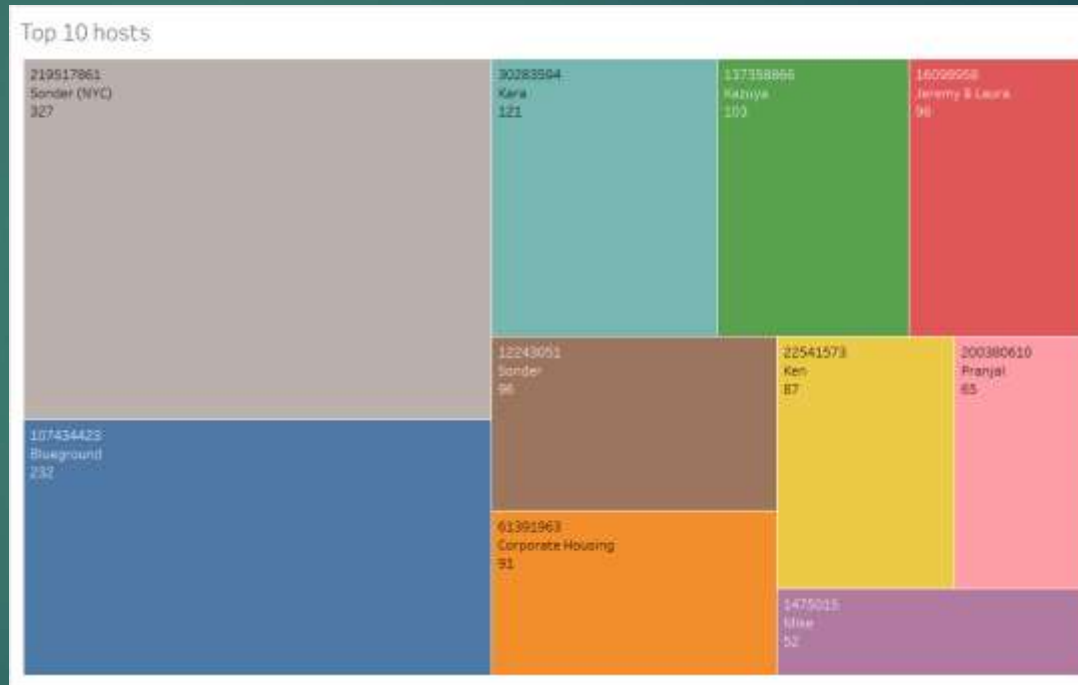 Top 10 hosts
219517861
Sonder (NYC)
327
30283594
Kara
121
137358866
Kazuya
103
16098958
Jeremy & Laura
96
12243051
Sonder
96
22541573
Ken
87
200380610
Pranjal
65
107434423
Blueground
232
61391963
Corporate Housing
91
1475015
Mike
52